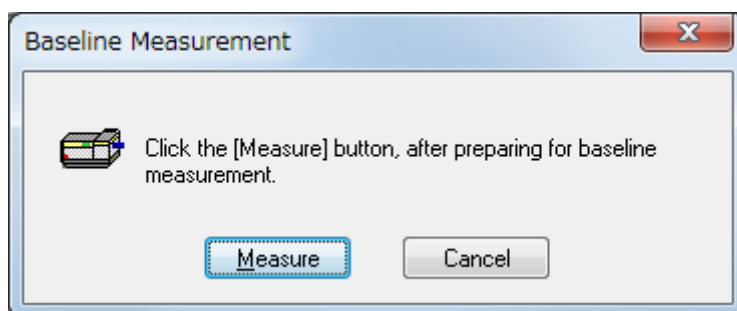 Baseline Measurement
Click the [Measure] button, after preparing for baseline
measurement.
Measure
Cancel